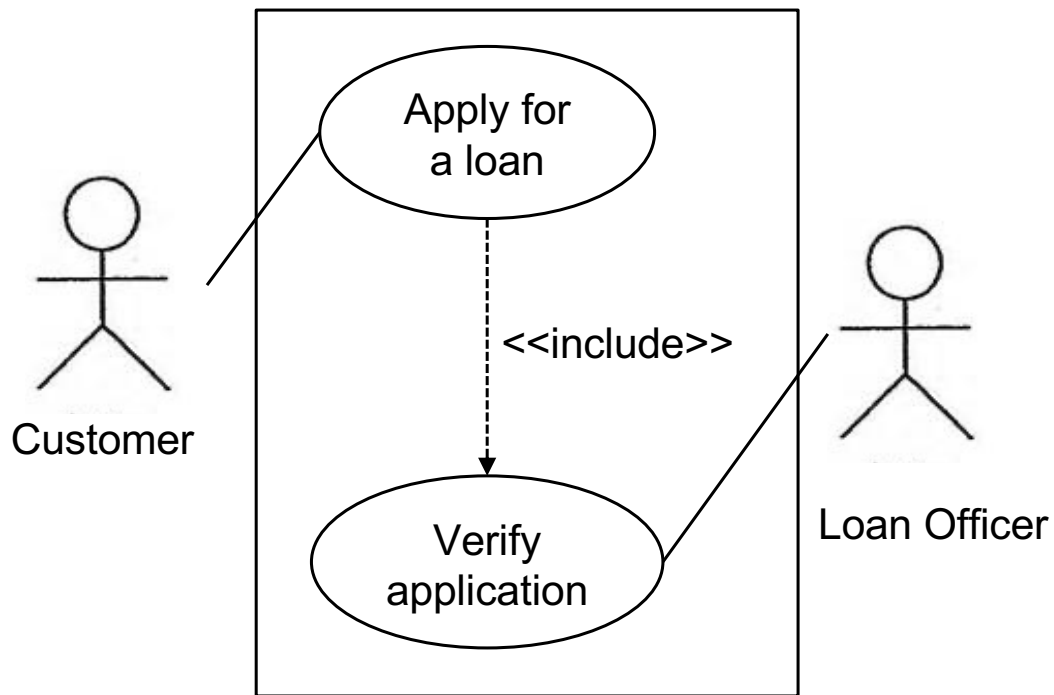 Apply for
a loan
<<include>>
Customer
Verify
application
Loan Officer